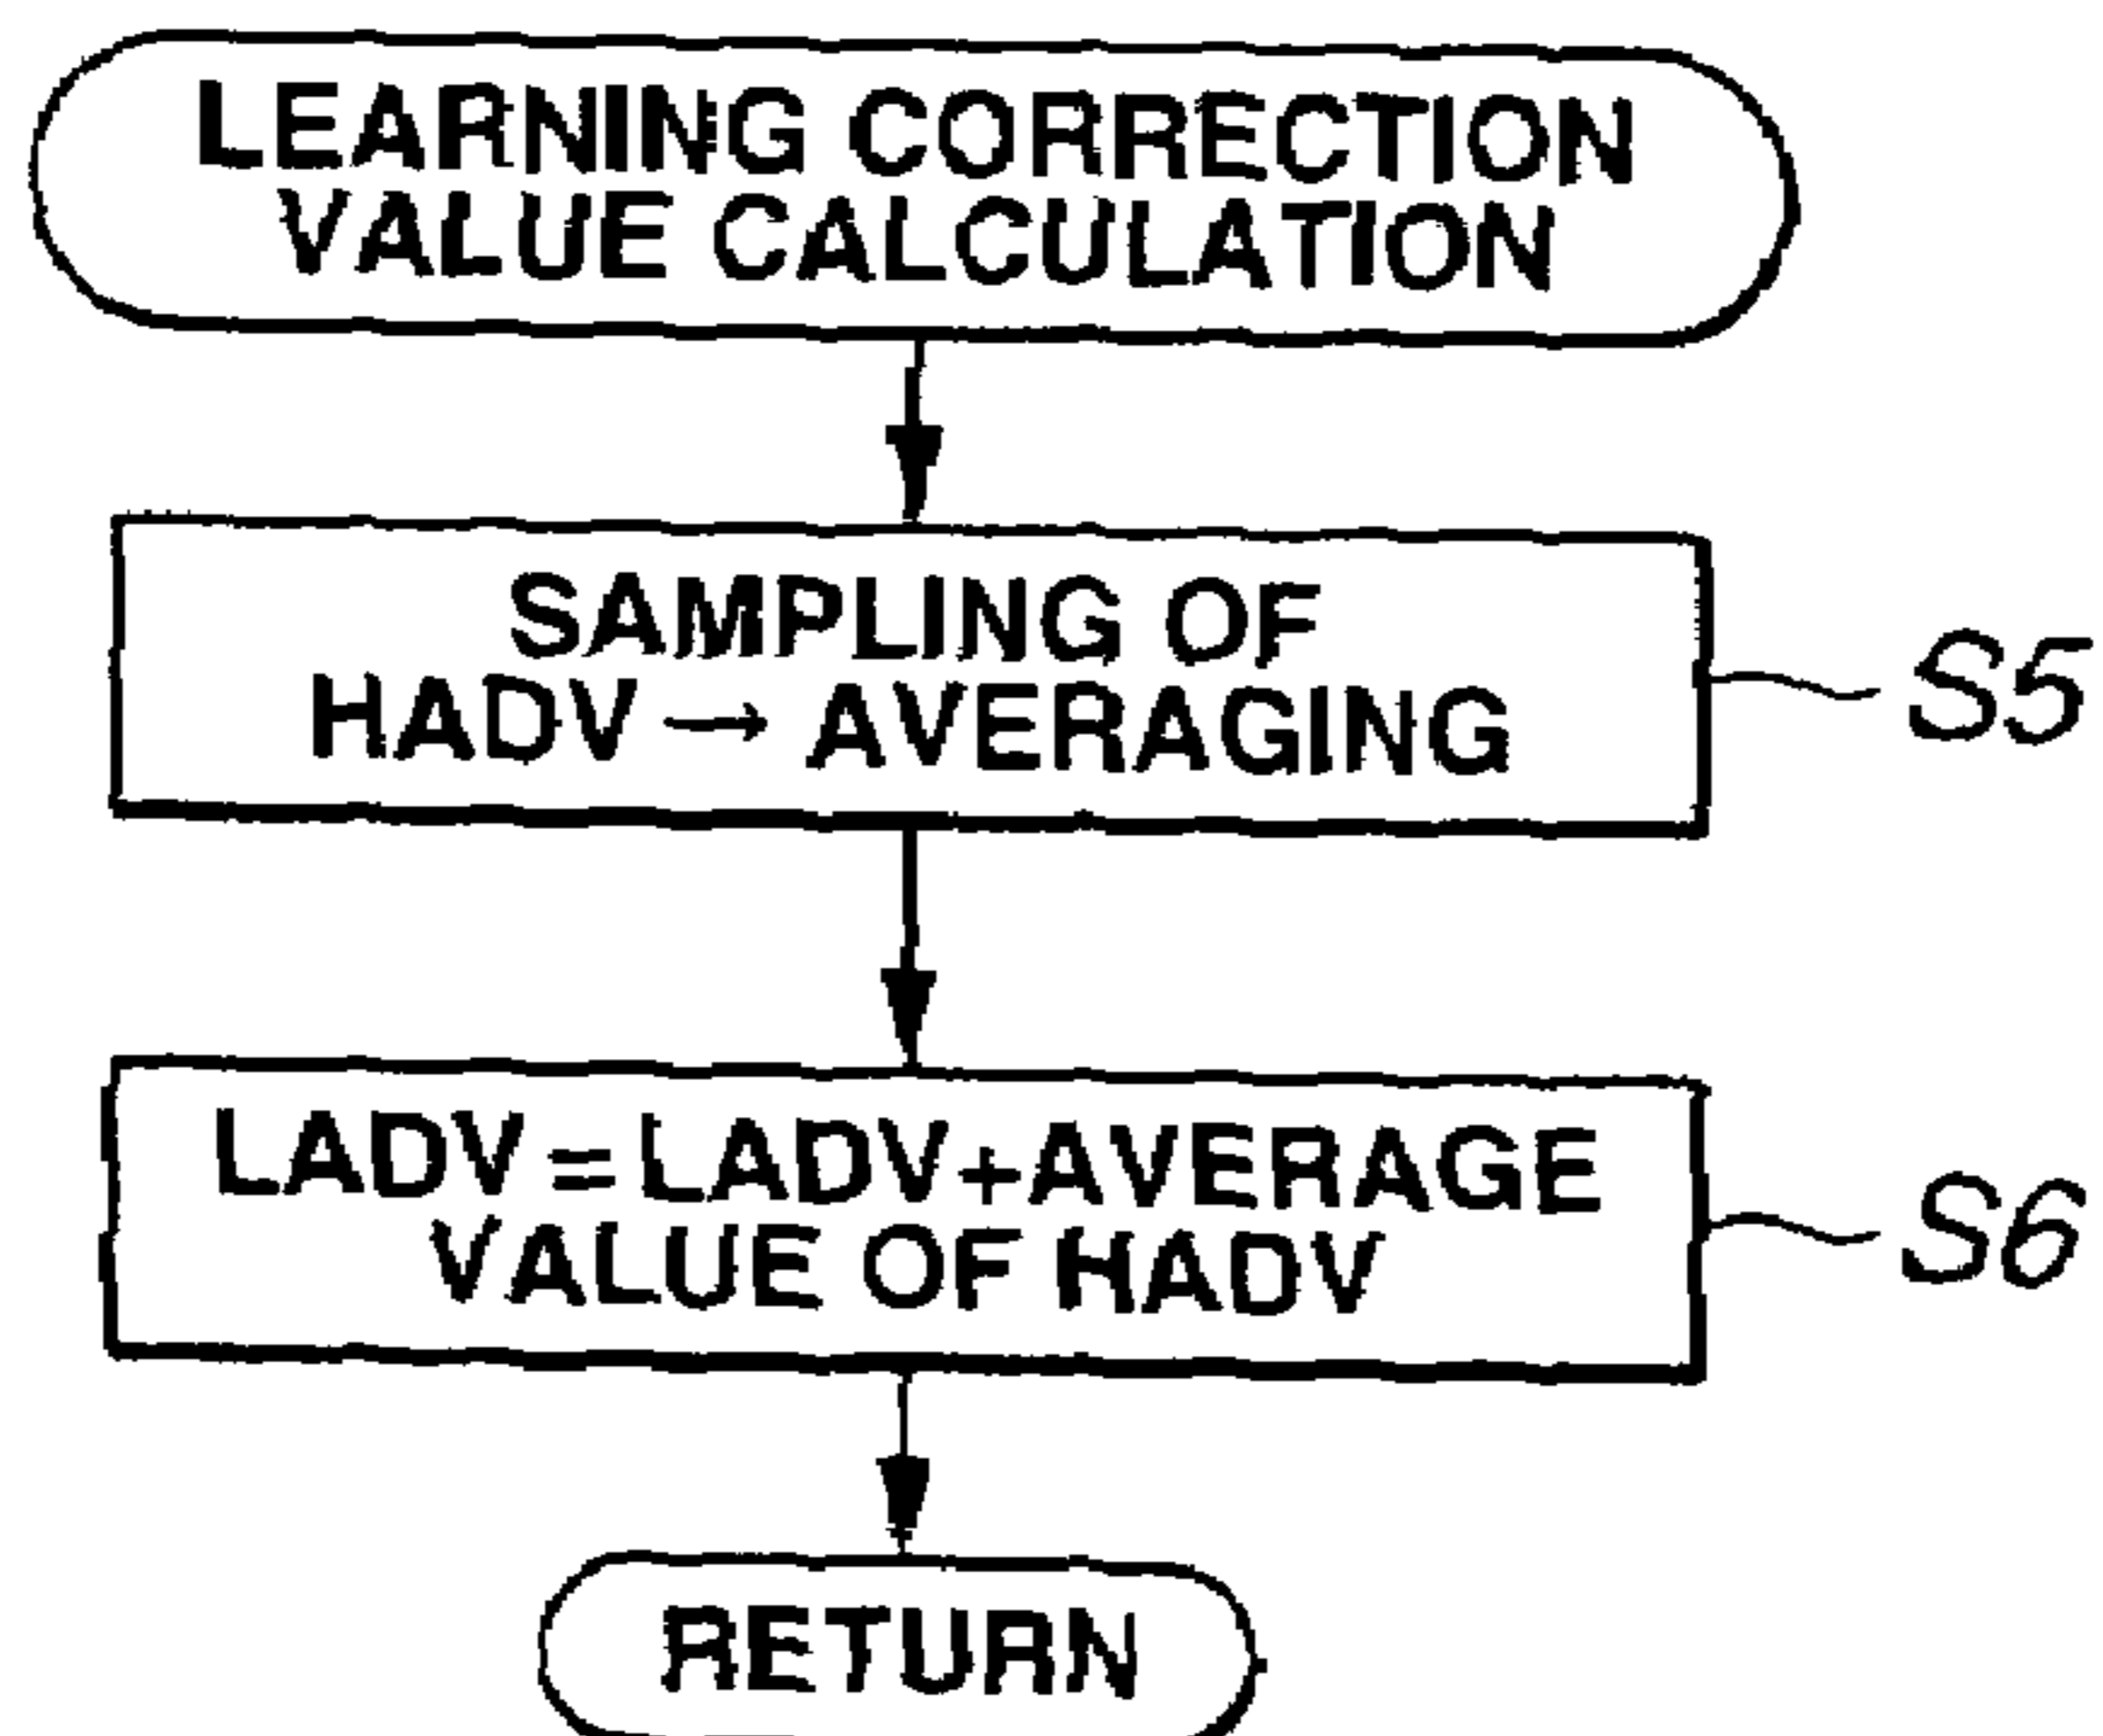 LEARNING CORRECTION
VALUE CALCULATION
SAMPLING OF
HADV → AVERAGING
S5
LADV=LADV+AVERAGE
VALUE OF HADV
S6
RETURN